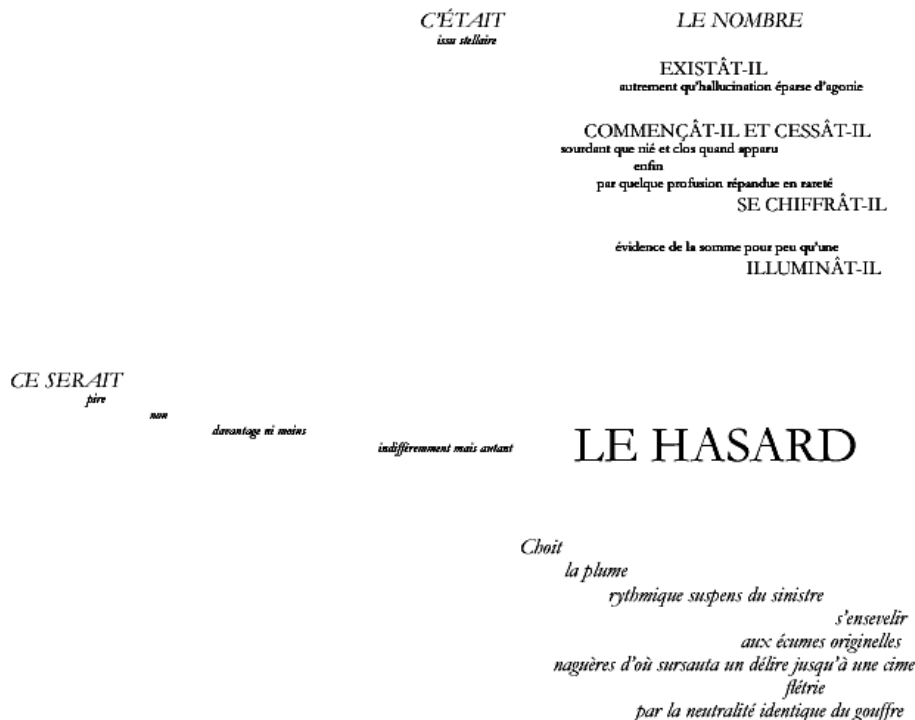 C'ÉTAIT LE NOMBRE
issu stellaire
EXISTÂT-IL
autrement qu'hallucination éparse d'agonie
COMMENÇÂT-IL ET CESSÂT-IL
sourdant que nié et clos quand apparu
enfin
par quelque profusion répandue en rareté
SE CHIFFRÂT-IL
évidence de la somme pour peu qu'une
ILLUMINÂT-IL
CE SERAIT
pire
non
davantage ni moins
indifféremment mais autant LE HASARD
Choit
la plume
rythmique suspens du sinistre
s'ensevelir
aux écumes originelles
naguères d'où sursauta un délire jusqu'à une cime
flétrie
par la neutralité identique du gouffre